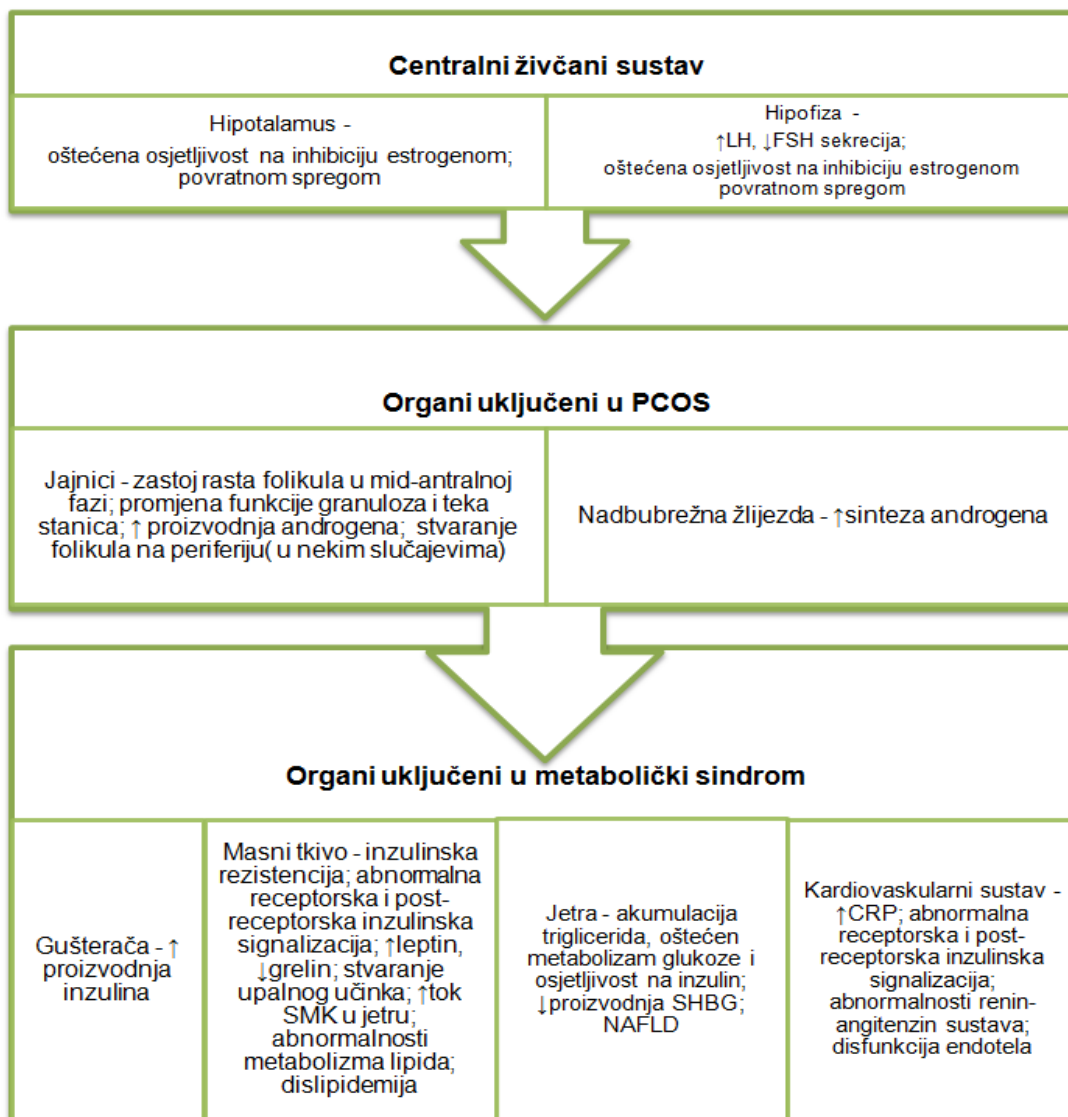 Centralni živčani sustav
Hipotalamus -
oštećena osjetljivost na inhibiciju estrogenom;
povratnom spregom
Hipofiza -
↑LH, ↓FSH sekrecija;
oštećena osjetljivost na inhibiciju estrogenom
povratnom spregom
Organi uključeni u PCOS
Jajnici - zastoj rasta folikula u mid-antralnoj
fazi; promjena funkcije granuloza i teka
stanica; ↑ proizvodnja androgena; stvaranje
folikula na periferiju( u nekim slučajevima)
Nadbubrežna žlijezda - ↑sinteza androgena
Organi uključeni u metabolički sindrom
Gušterača - ↑
proizvodnja
inzulina
Masni tkivo - inzulinska
rezistencija; abnormalna
receptorska i post-
receptorska inzulinska
signalizacija; ↑leptin,
↓grelin; stvaranje
upalnog učinka; ↑tok
SMK u jetru;
abnormalnosti
metabolizma lipida;
dislipidemija
Jetra - akumulacija
triglicerida, oštećen
metabolizam glukoze i
osjetljivost na inzulin;
↓proizvodnja SHBG;
NAFLD
Kardiovaskularni sustav -
↑CRP; abnormalna
receptorska i post-
receptorska inzulinska
signalizacija;
abnormalnosti renin-
angitenzin sustava;
disfunkcija endotela